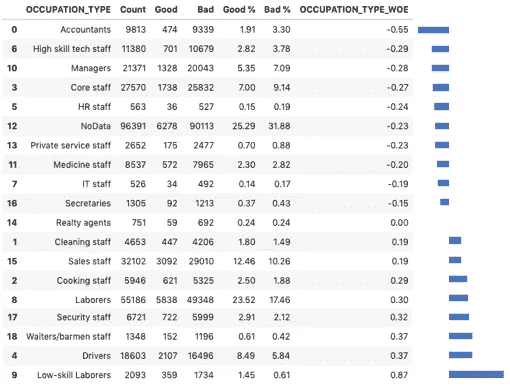 OCCUPATION_TYPE Count Good Bad Good % Bad % OCCUPATION_TYPE_WOE
0 Accountants 9813 474 9339 1.91 3.30 -0.55
6 High skill tech staff 11380 701 10679 2.82 3.78 -0.29
10 Managers 21371 1328 20043 5.35 7.09 -0.28
3 Core staff 27570 1738 25832 7.00 9.14 -0.27
5 HR staff 563 36 527 0.15 0.19 -0.24
12 NoData 96391 6278 90113 25.29 31.88 -0.23
13 Private service staff 2652 175 2477 0.70 0.88 -0.23
11 Medicine staff 8537 572 7965 2.30 2.82 -0.20
7 IT staff 526 34 492 0.14 0.17 -0.19
16 Secretaries 1305 92 1213 0.37 0.43 -0.15
14 Realty agents 751 59 692 0.24 0.24 0.00
1 Cleaning staff 4653 447 4206 1.80 1.49 0.19
15 Sales staff 32102 3092 29010 12.46 10.26 0.19
2 Cooking staff 5946 621 5325 2.50 1.88 0.29
8 Laborers 55186 5838 49348 23.52 17.46 0.30
17 Security staff 6721 722 5999 2.91 2.12 0.32
18 Waiters/barmen staff 1348 152 1196 0.61 0.42 0.37
4 Drivers 18603 2107 16496 8.49 5.84 0.37
9 Low-skill Laborers 2093 359 1734 1.45 0.61 0.87